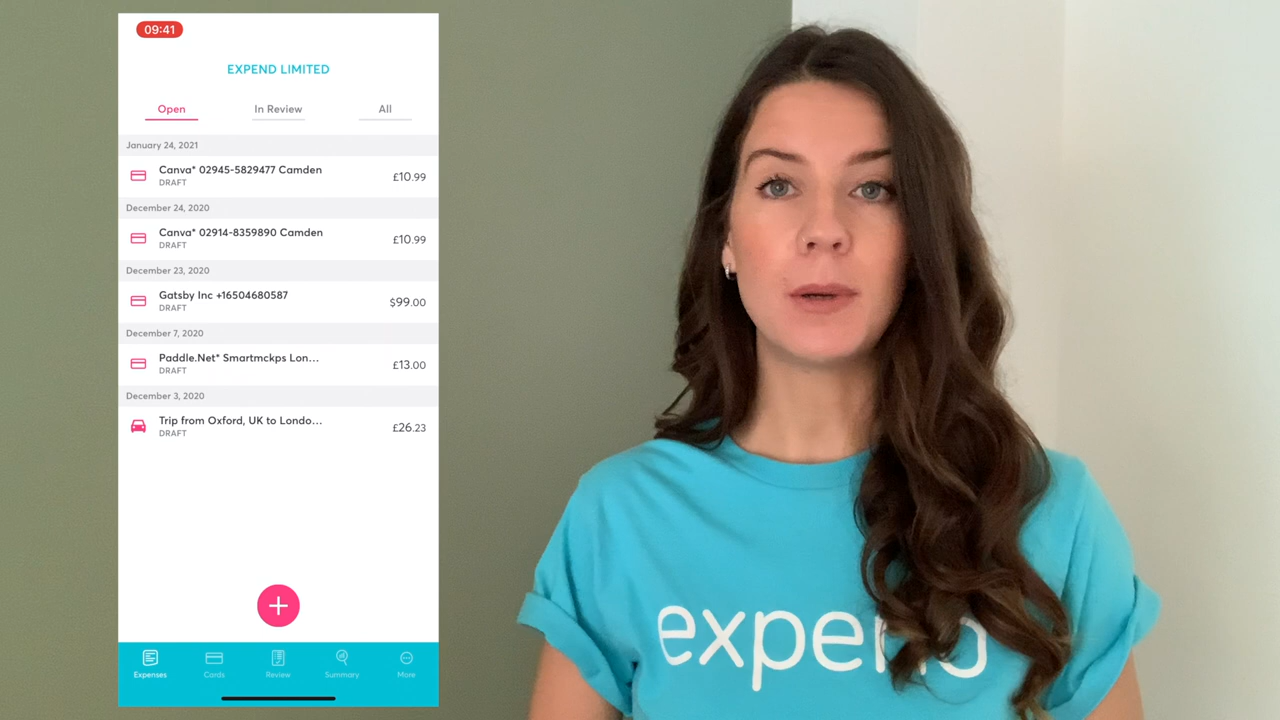 09:41
EXPEND LIMITED
Open In Review All
January 24, 2021
Canva* 02945-5829477 Camden
DRAFT
£10.99
December 24, 2020
Canva* 02914-8359890 Camden
DRAFT
£10.99
December 23, 2020
Gatsby Inc +16504680587
DRAFT
$99.00
December 7, 2020
Paddle.Net* Smartmckps Lon...
DRAFT
£13.00
December 3, 2020
Trip from Oxford, UK to Londo...
DRAFT
£26.23
+
Expenses Cards Review Summary More
expend